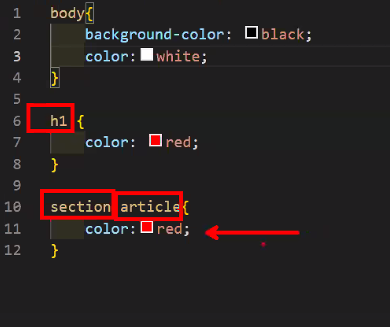 1 body{
2 background-color: black;
3 color: white;
4 }
5
6 h1 {
7 color: red;
8 }
9
10 section article{
11 color: red;
12 }